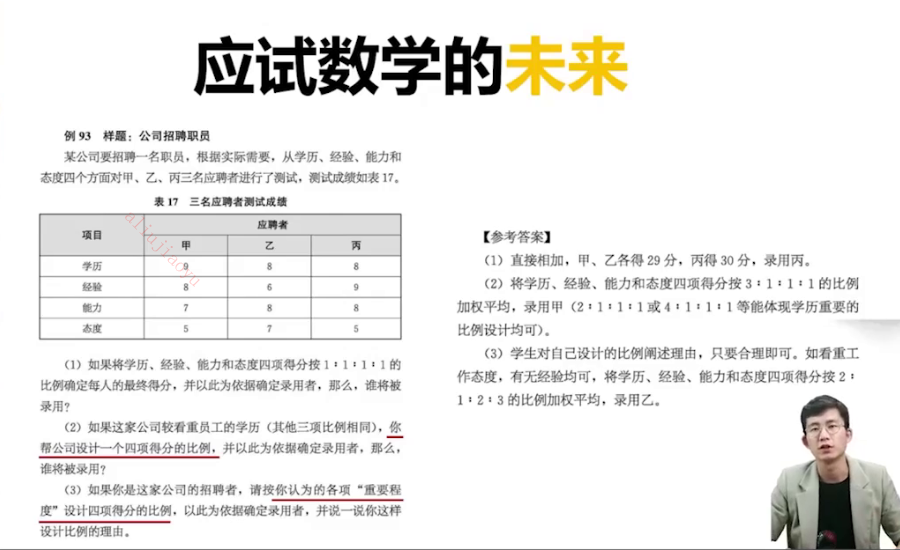 应试数学的未来
例 93 样题：公司招聘职员
某公司要招聘一名职员，根据实际需要，从学历、经验、能力和
态度四个方面对甲、乙、丙三名应聘者进行了测试，测试成绩如表 17。
表 17 三名应聘者测试成绩
项目 应聘者
甲 乙 丙
学历 9 8 8
经验 8 6 9
能力 7 8 8
态度 5 7 5
aliujiaoyu
（1）如果将学历、经验、能力和态度四项得分按 1∶1∶1∶1 的
比例确定每人的最终得分，并以此为依据确定录用者，那么，谁将被
录用？
（2）如果这家公司较看重员工的学历（其他三项比例相同），你
帮公司设计一个四项得分的比例，并以此为依据确定录用者，那么，
谁将被录用？
（3）如果你是这家公司的招聘者，请按你认为的各项“重要程
度”设计四项得分的比例，以此为依据确定录用者，并说一说你这样
设计比例的理由。
【参考答案】
（1）直接相加，甲、乙各得 29 分，丙得 30 分，录用丙。
（2）将学历、经验、能力和态度四项得分按 3∶1∶1∶1 的比例
加权平均，录用甲（2∶1∶1∶1 或 4∶1∶1∶1 等能体现学历重要的
比例设计均可）。
（3）学生对自己设计的比例阐述理由，只要合理即可。如看重工
作态度，有无经验均可，将学历、经验、能力和态度四项得分按 2∶
1∶2∶3 的比例加权平均，录用乙。